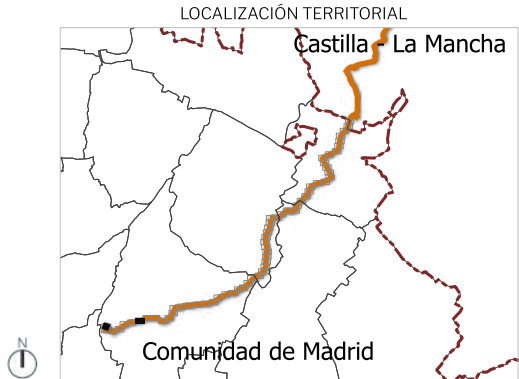 LOCALIZACIÓN TERRITORIAL
Castilla - La Mancha
Comunidad de Madrid
N